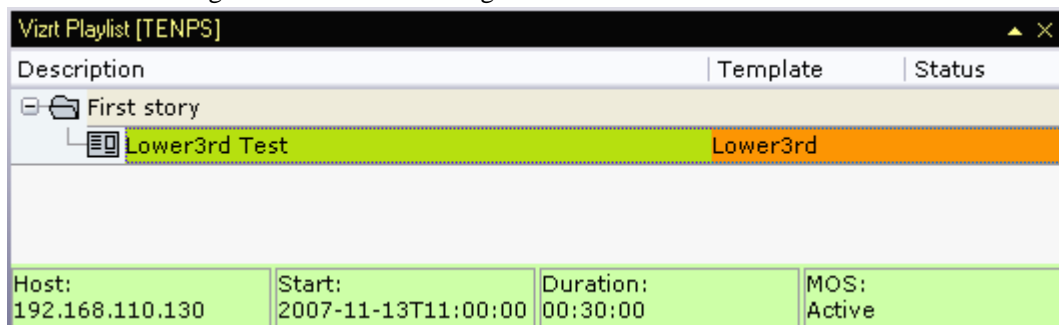 Vizrt Playlist [TENPS]
Description Template Status
First story
Lower3rd Test Lower3rd
Host: Start: Duration: MOS:
192.168.110.130 2007-11-13T11:00:00 00:30:00 Active